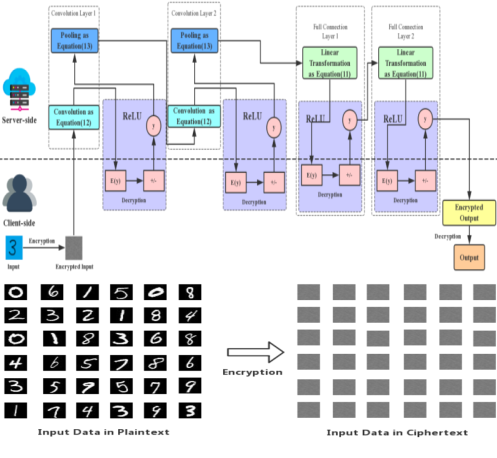 Convolution Layer 1
Convolution Layer 2
Full Connection
Layer 1
Full Connection
Layer 2
Pooling as
Equation(13)
Pooling as
Equation(13)
Linear
Transformation
as Equation(11)
Linear
Transformation
as Equation(11)
Server-side
Convolution as
Equation(12)
ReLU
y
Convolution as
Equation(12)
ReLU
y
ReLU
y
ReLU
y
Client-side
E(y)
Decryption
E(y)
Decryption
E(y)
Decryption
E(y)
Decryption
Encrypted
Output
3
Encryption
Input
Encrypted Input
Decryption
Output
0 6 1 5 0 8
2 3 2 1 8 4
0 1 8 3 6 8
4 6 5 7 8 6
3 5 9 5 7 9
1 7 4 3 9 3
Encryption
Input Data in Plaintext
Input Data in Ciphertext